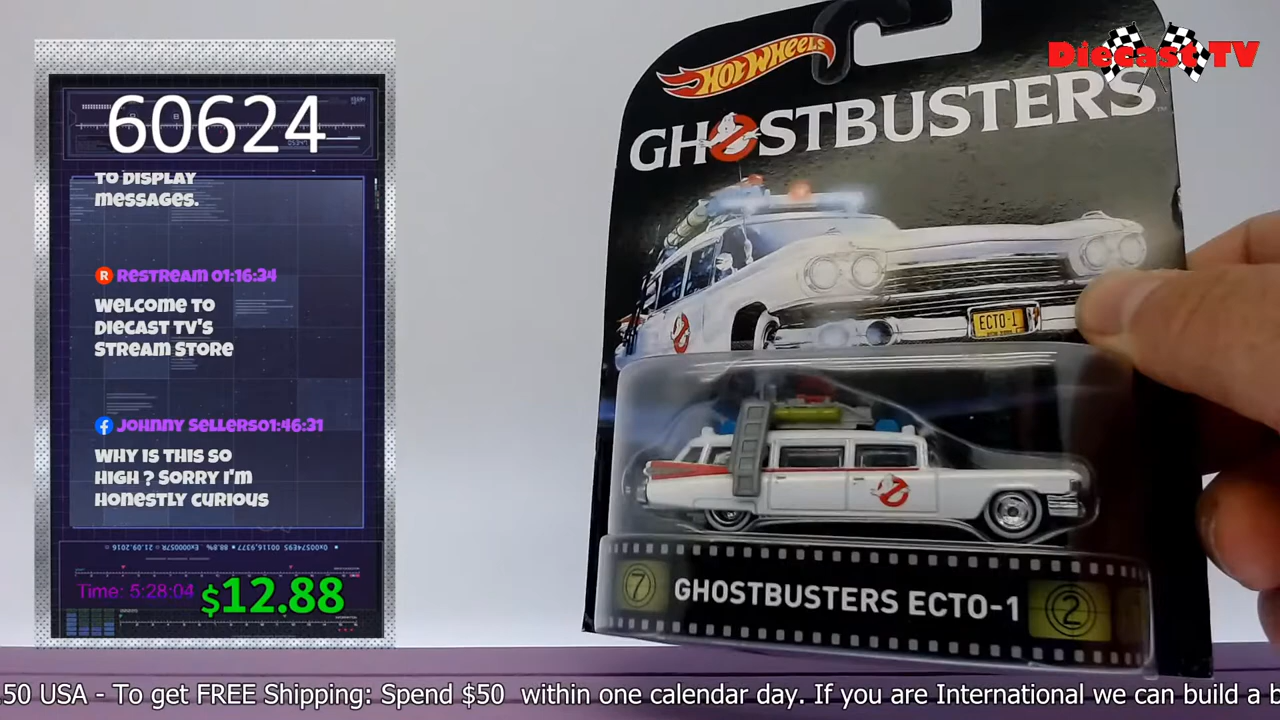 60624
TO DISPLAY
MESSAGES.
R RESTREAM 01:16:34
WELCOME TO
DIECAST TV'S
STREAM STORE
f JOHNNY SELLERS01:46:31
WHY IS THIS SO
HIGH ? SORRY I'M
HONESTLY CURIOUS
Time: 5:28:04 $12.88
Diecast TV
HOT WHEELS
GHOSTBUSTERS
ECTO-1
7 GHOSTBUSTERS ECTO-1 2
.50 USA - To get FREE Shipping: Spend $50 within one calendar day. If you are International we can build a b